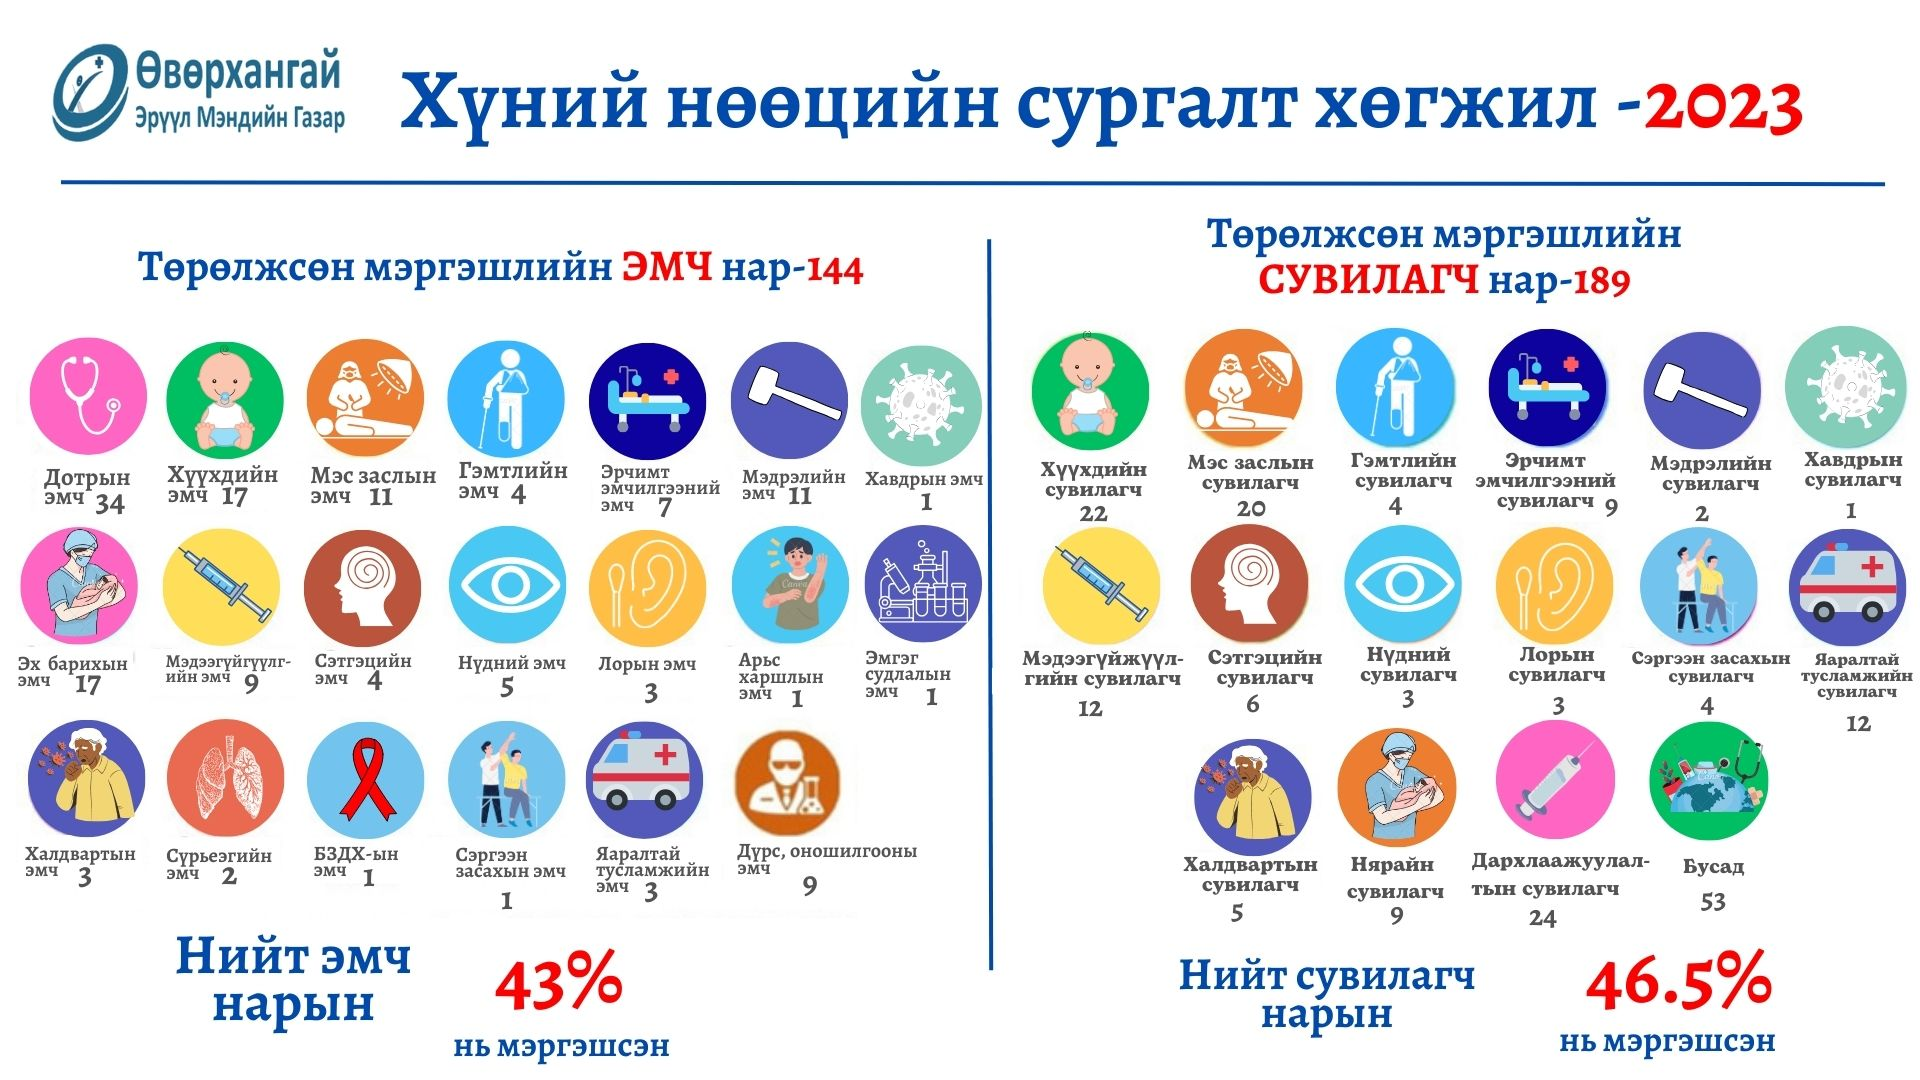 Өвөрхангай
Эрүүл Мэндийн Газар
Хүний нөөцийн сургалт хөгжил -2023
Төрөлжсөн мэргэшлийн ЭМЧ нар-144
Дотрын
эмч 34
Хүүхдийн
эмч 17
Мэс заслын
эмч 11
Гэмтлийн
эмч 4
Эрчимт
эмчилгээний
эмч 7
Мэдрэлийн
эмч 11
Хавдрын эмч
1
Эх барихын
эмч 17
Мэдээгүйгүүлг-
ийн эмч 9
Сэтгэцийн
эмч 4
Нүдний эмч
5
Лорын эмч
3
Арьс
харшлын
эмч 1
Эмгэг
судлалын
эмч 1
Халдвартын
эмч 3
Сүрьеэгийн
эмч 2
БЗДХ-ын
эмч 1
Сэргээн
засахын эмч
1
Яаралтай
тусламжийн
эмч 3
Дүрс, оношилгооны
эмч
9
Нийт эмч
нарын
43%
нь мэргэшсэн
Төрөлжсөн мэргэшлийн
СУВИЛАГЧ нар-189
Хүүхдийн
сувилагч
22
Мэс заслын
сувилагч
20
Гэмтлийн
сувилагч
4
Эрчимт
эмчилгээний
сувилагч 9
Мэдрэлийн
сувилагч
2
Хавдрын
сувилагч
1
Мэдээгүйжүүл-
гийн сувилагч
12
Сэтгэцийн
сувилагч
6
Нүдний
сувилагч
3
Лорын
сувилагч
3
Сэргээн засахын
сувилагч
4
Яаралтай
тусламжийн
сувилагч
12
Халдвартын
сувилагч
5
Нярайн
сувилагч
9
Дархлаажуулал-
тын сувилагч
24
Бусад
53
Нийт сувилагч
нарын
46.5%
нь мэргэшсэн